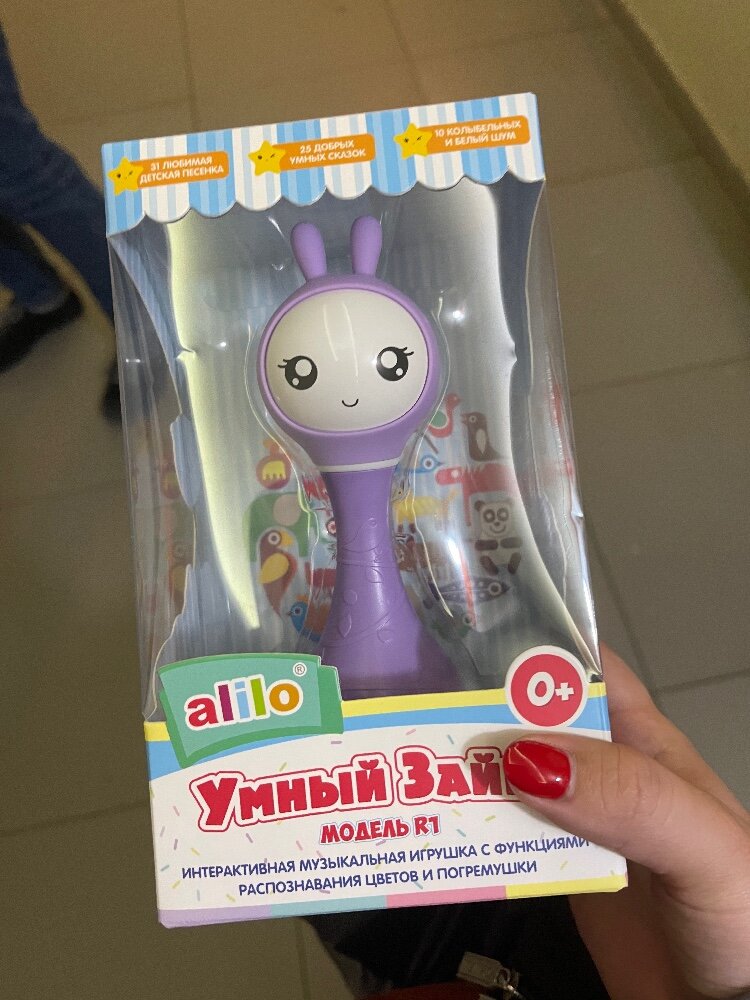 31 ЛЮБИМАЯ
ДЕТСКАЯ ПЕСЕНКА
25 ДОБРЫХ
УМНЫХ СКАЗОК
10 КОЛЫБЕЛЬНЫХ
И БЕЛЫЙ ШУМ
alilo®
0+
УМНЫЙ
МОДЕЛЬ R1
ИНТЕРАКТИВНАЯ МУЗЫКАЛЬНАЯ ИГРУШКА С ФУНКЦИЯМИ
РАСПОЗНАВАНИЯ ЦВЕТОВ И ПОГРЕМУШКИ